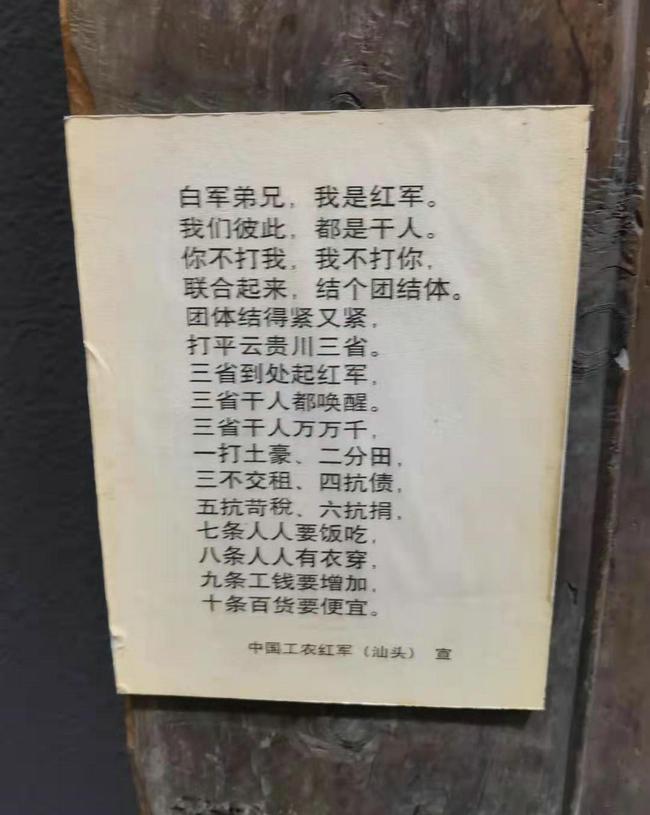 白军弟兄，我是红军。
我们彼此，都是干人。
你不打我，我不打你，
联合起来，结个团结体。
团体结得紧又紧，
打平云贵川三省。
三省到处起红军，
三省干人都唤醒。
三省干人万万千，
一打土豪、二分田，
三不交租、四抗债，
五抗苛税、六抗捐，
七条人人要饭吃，
八条人人有衣穿，
九条工钱要增加，
十条百货要便宜。
中国工农红军（汕头） 宣